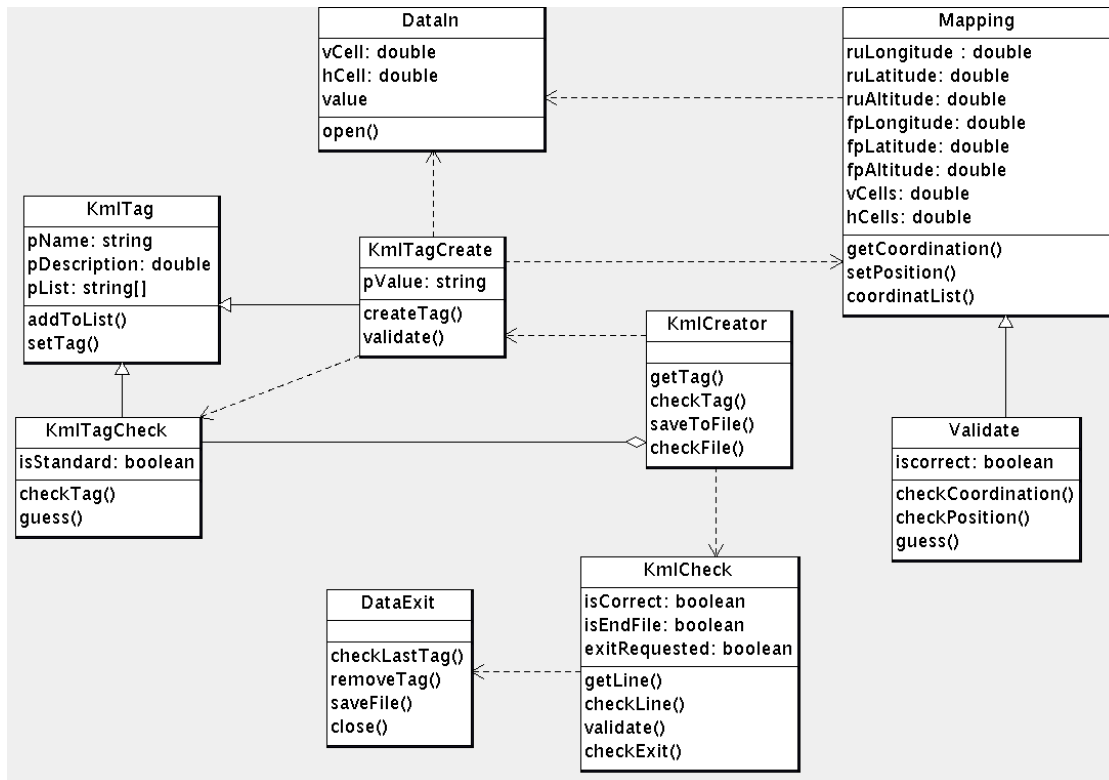 DataIn
vCell: double
hCell: double
value
open()
Mapping
ruLongitude : double
ruLatitude: double
ruAltitude: double
fpLongitude: double
fpLatitude: double
fpAltitude: double
vCells: double
hCells: double
getCoordination()
setPosition()
coordinatList()
KmlTag
pName: string
pDescription: double
pList: string[]
addToList()
setTag()
KmlTagCreate
pValue: string
createTag()
validate()
KmlCreator
getTag()
checkTag()
saveToFile()
checkFile()
KmlTagCheck
isStandard: boolean
checkTag()
guess()
Validate
iscorrect: boolean
checkCoordination()
checkPosition()
guess()
KmlCheck
isCorrect: boolean
isEndFile: boolean
exitRequested: boolean
getLine()
checkLine()
validate()
checkExit()
DataExit
checkLastTag()
removeTag()
saveFile()
close()